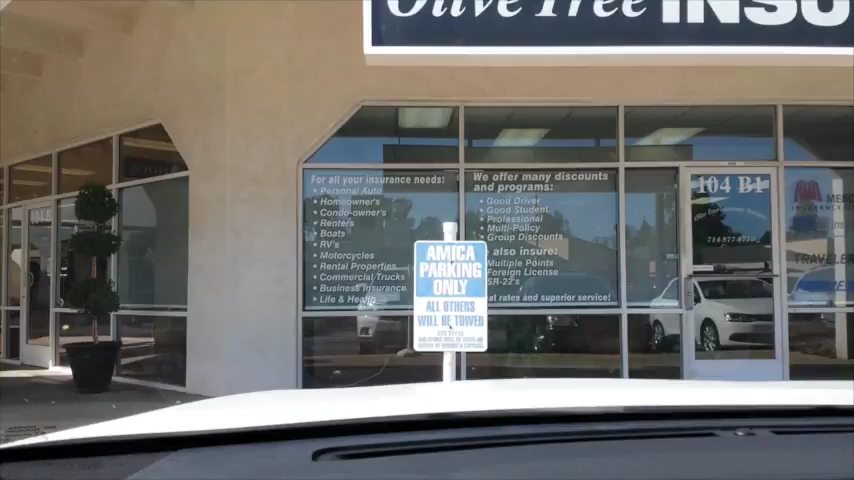 Olive Tree INSU
For all your insurance needs:
• Personal Auto
• Homeowner's
• Condo-owner's
• Renters
• Boats
• RV's
• Motorcycles
• Rental Properties
• Commercial Trucks
• Business Insurance
• Life & Health
We offer many discounts
and programs:
• Good Driver
• Good Student
• Professional
• Multi-Policy
• Group Discounts
also insure:
Multiple Points
Foreign License
SR-22's
rates and superior service!
AMICA
PARKING
ONLY
ALL OTHERS
WILL BE TOWED
104 B1
MERC
INSURANCE
TRAVELER